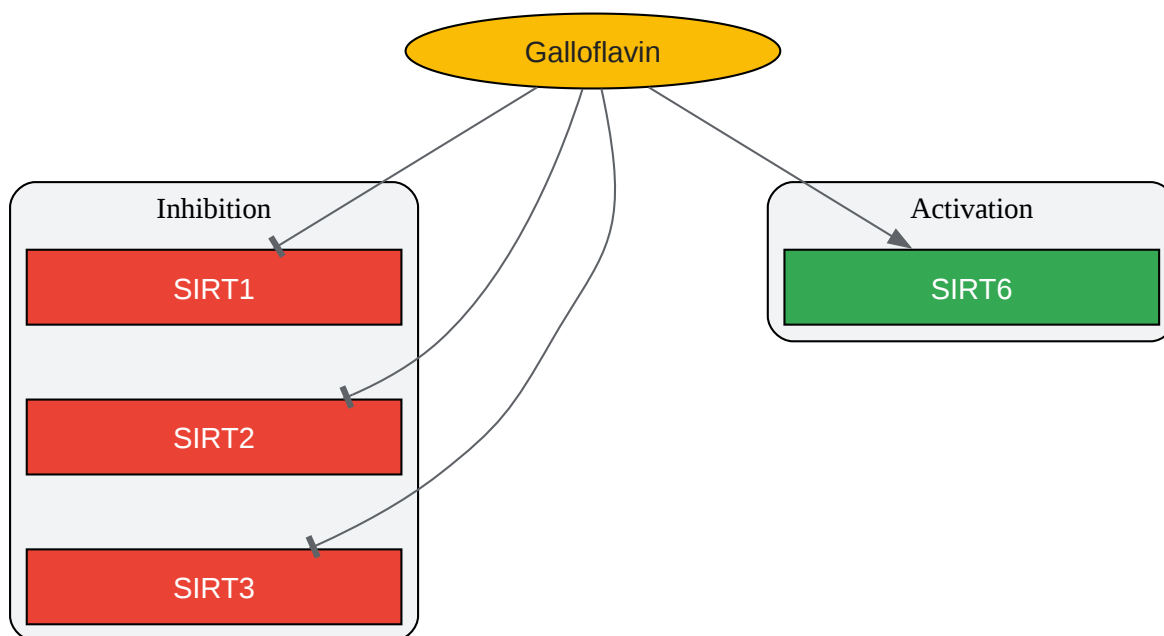 Galloflavin
Inhibition
Activation
SIRT1
SIRT6
SIRT2
SIRT3